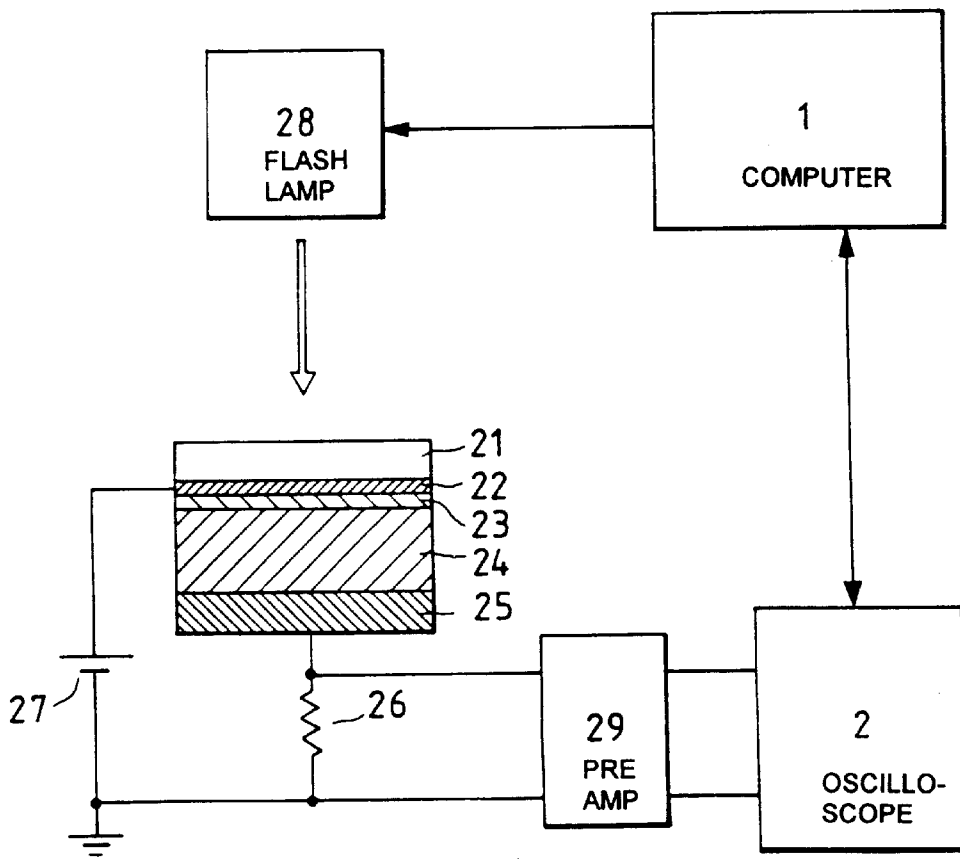 28
FLASH
LAMP
1
COMPUTER
21
22
23
24
25
27
26
29
PRE
AMP
2
OSCILLO-
SCOPE